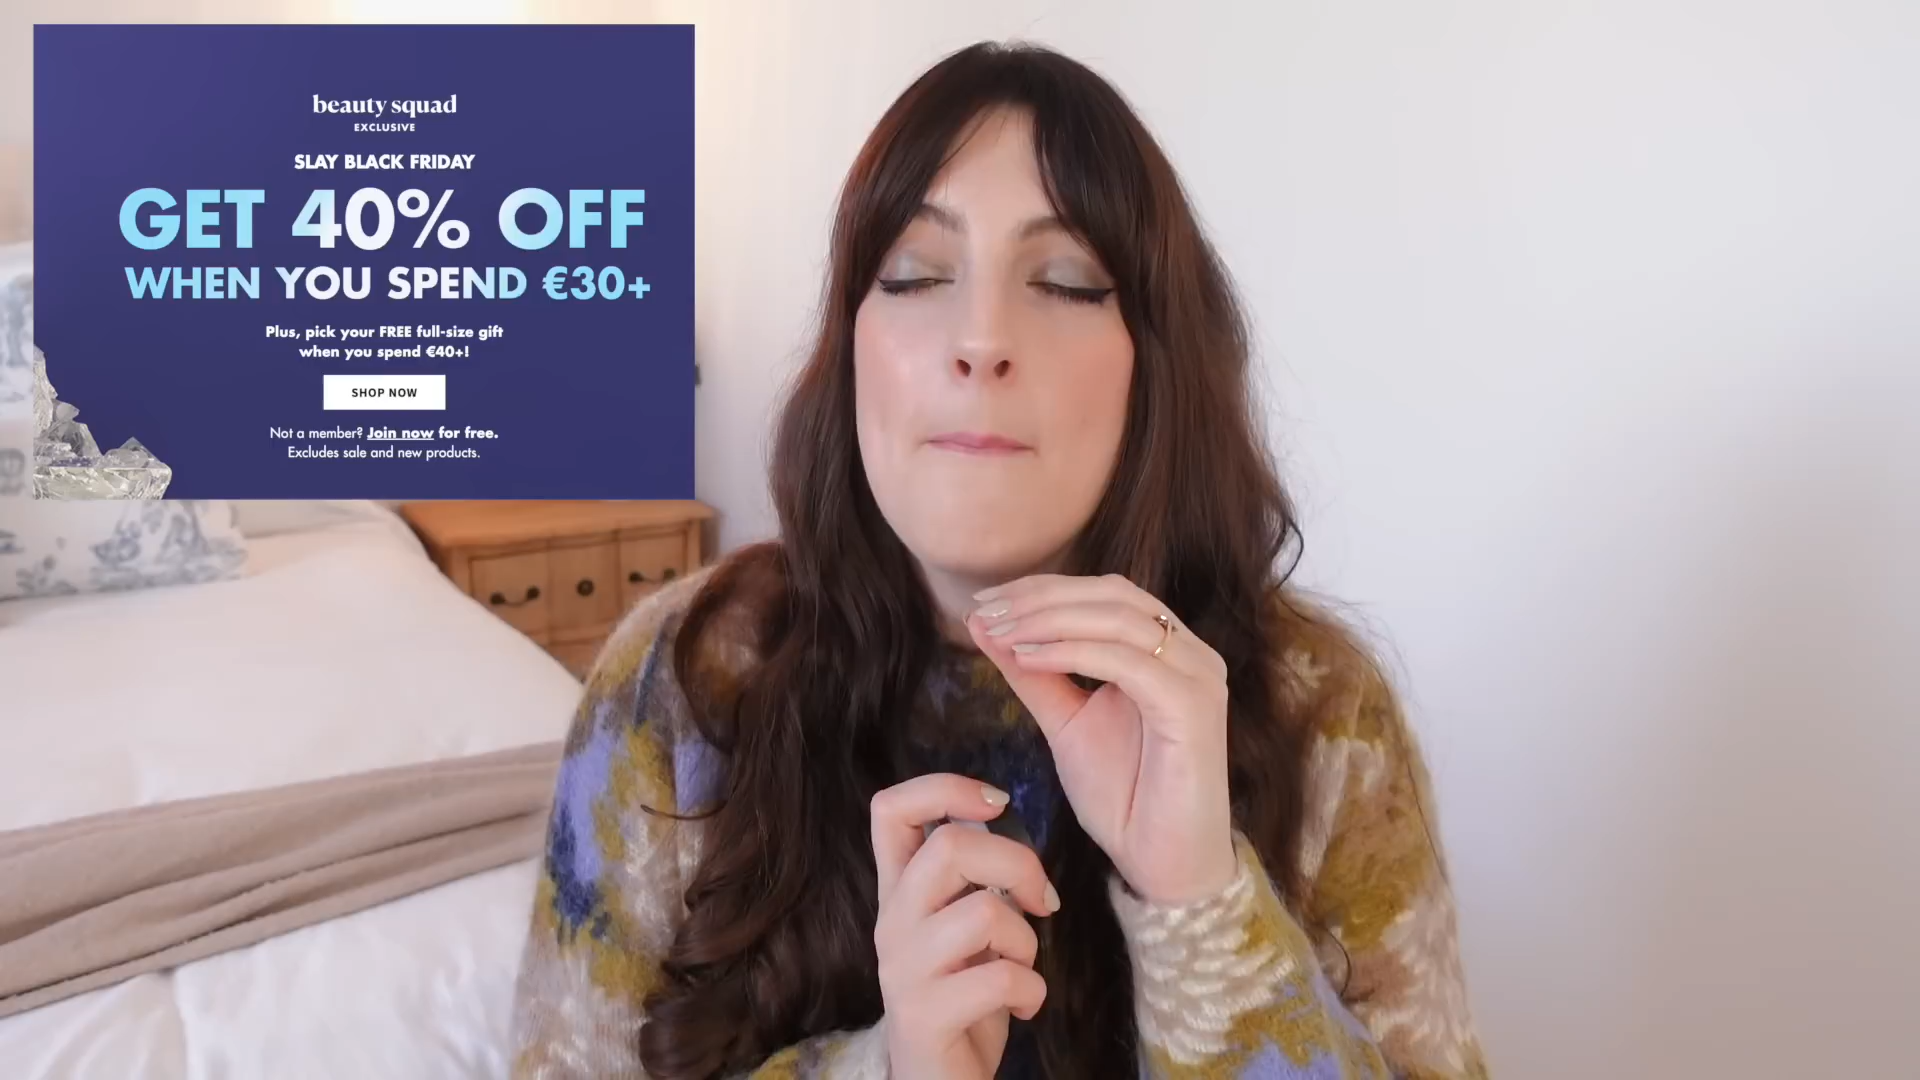 beauty squad
EXCLUSIVE
SLAY BLACK FRIDAY
GET 40% OFF
WHEN YOU SPEND €30+
Plus, pick your FREE full-size gift
when you spend €40+!
SHOP NOW
Not a member? Join now for free.
Excludes sale and new products.